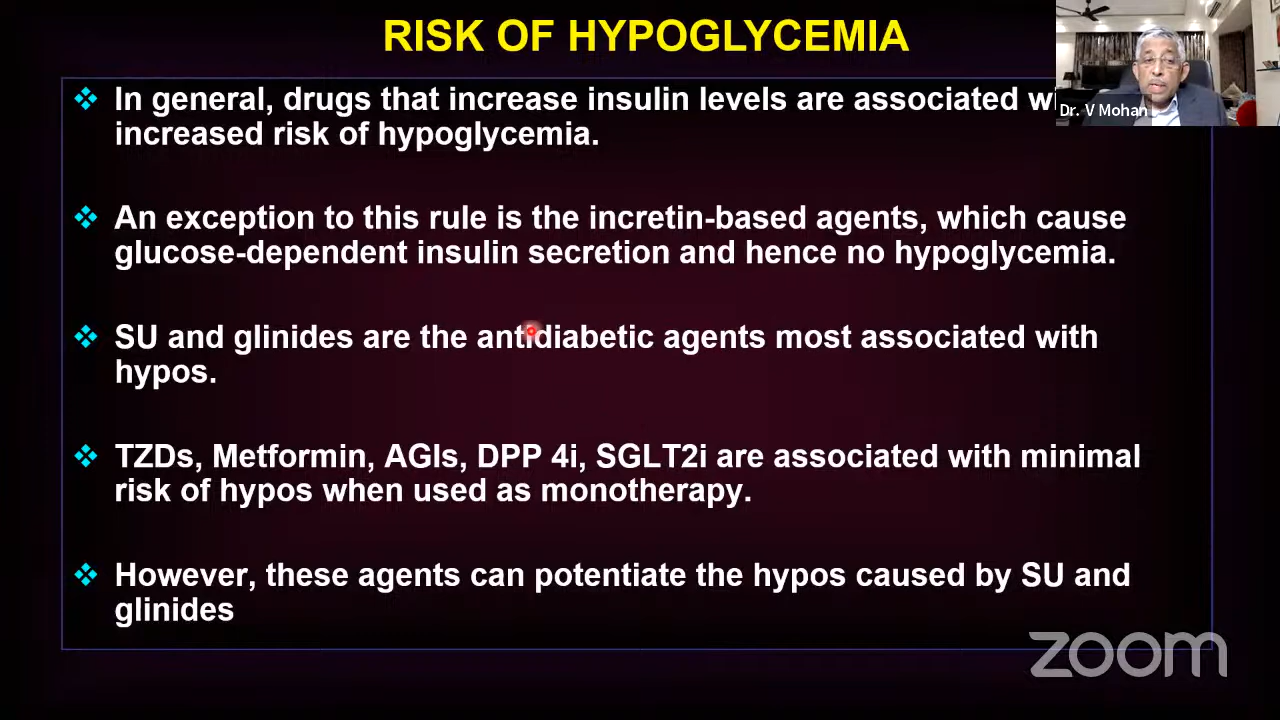 RISK OF HYPOGLYCEMIA
In general, drugs that increase insulin levels are associated
increased risk of hypoglycemia.
An exception to this rule is the incretin-based agents, which cause
glucose-dependent insulin secretion and hence no hypoglycemia.
SU and glinides are the antidiabetic agents most associated with
hypos.
TZDs, Metformin, AGIs, DPP 4i, SGLT2i are associated with minimal
risk of hypos when used as monotherapy.
However, these agents can potentiate the hypos caused by SU and
glinides
Dr. V Mohan
zoom